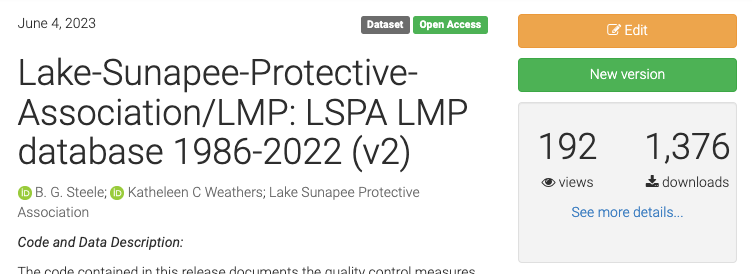 June 4, 2023
Dataset Open Access
Lake-Sunapee-Protective-
Association/LMP: LSPA LMP
database 1986-2022 (v2)
B. G. Steele; Katheleen C Weathers; Lake Sunapee Protective
Association
Code and Data Description:
The code contained in this release documents the quality control measures
Edit
New version
192 1,376
views downloads
See more details...